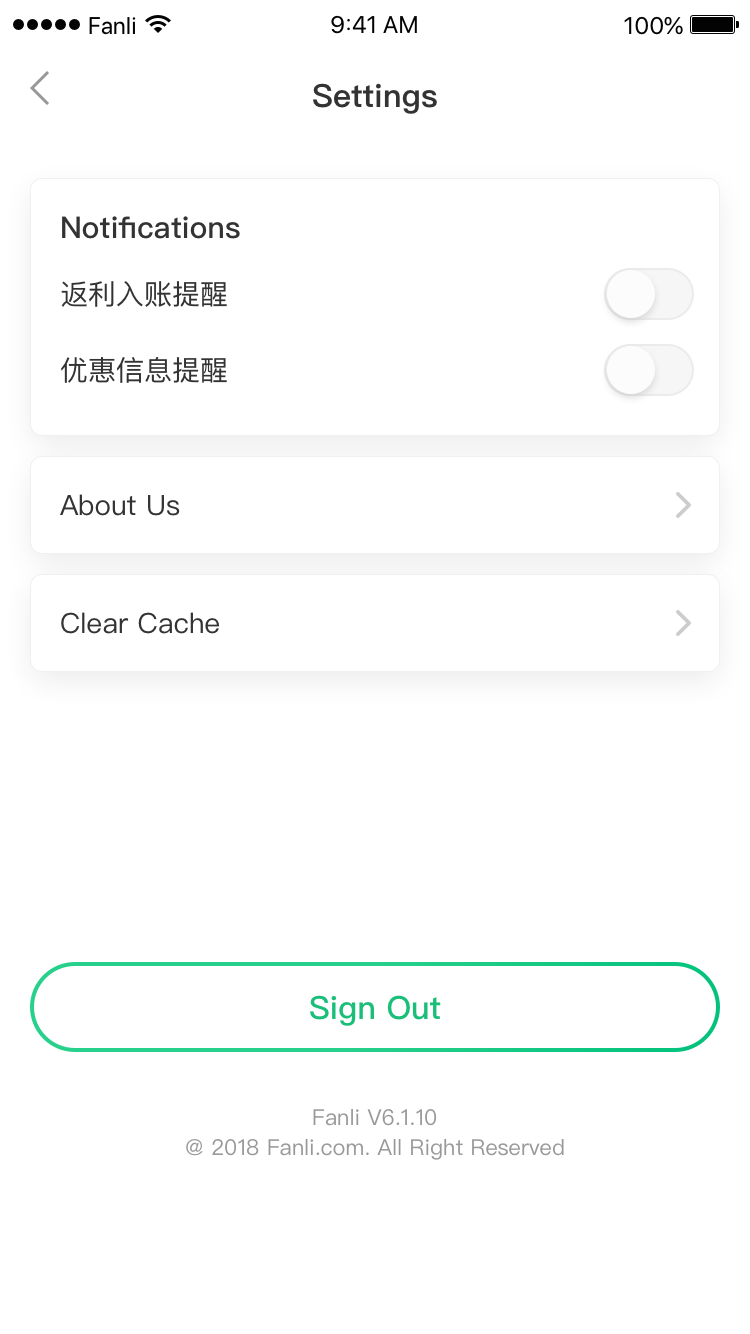 Fanli
9:41 AM
100%
Settings
Notifications
返利入账提醒
优惠信息提醒
About Us
Clear Cache
Sign Out
Fanli V6.1.10
@ 2018 Fanli.com. All Right Reserved